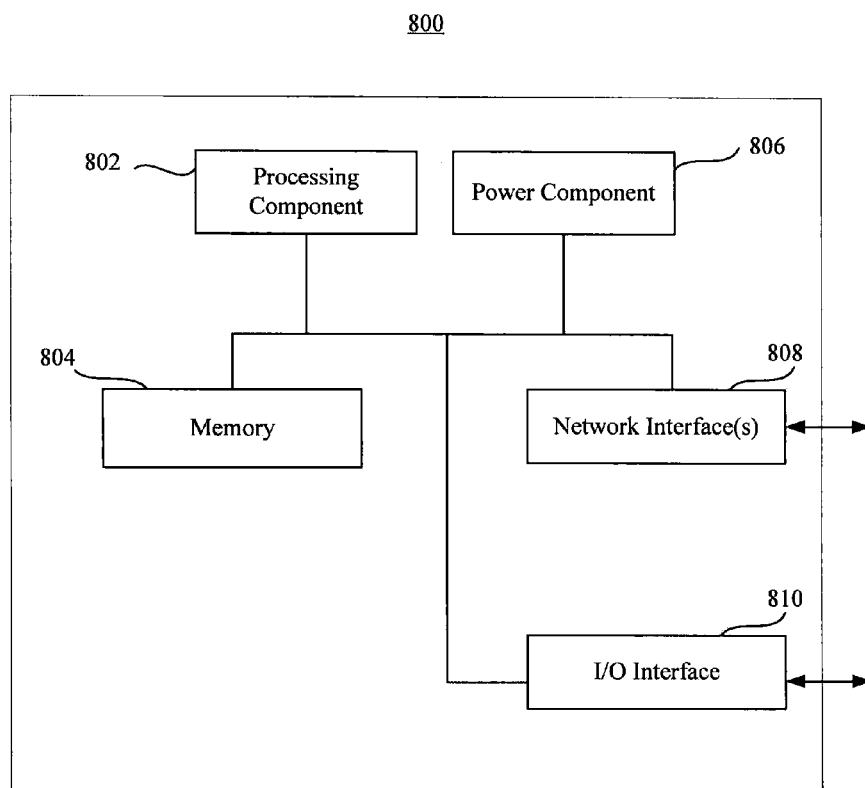 800
802
Processing
Component
Power Component
806
804
Memory
808
Network Interface(s)
810
I/O Interface